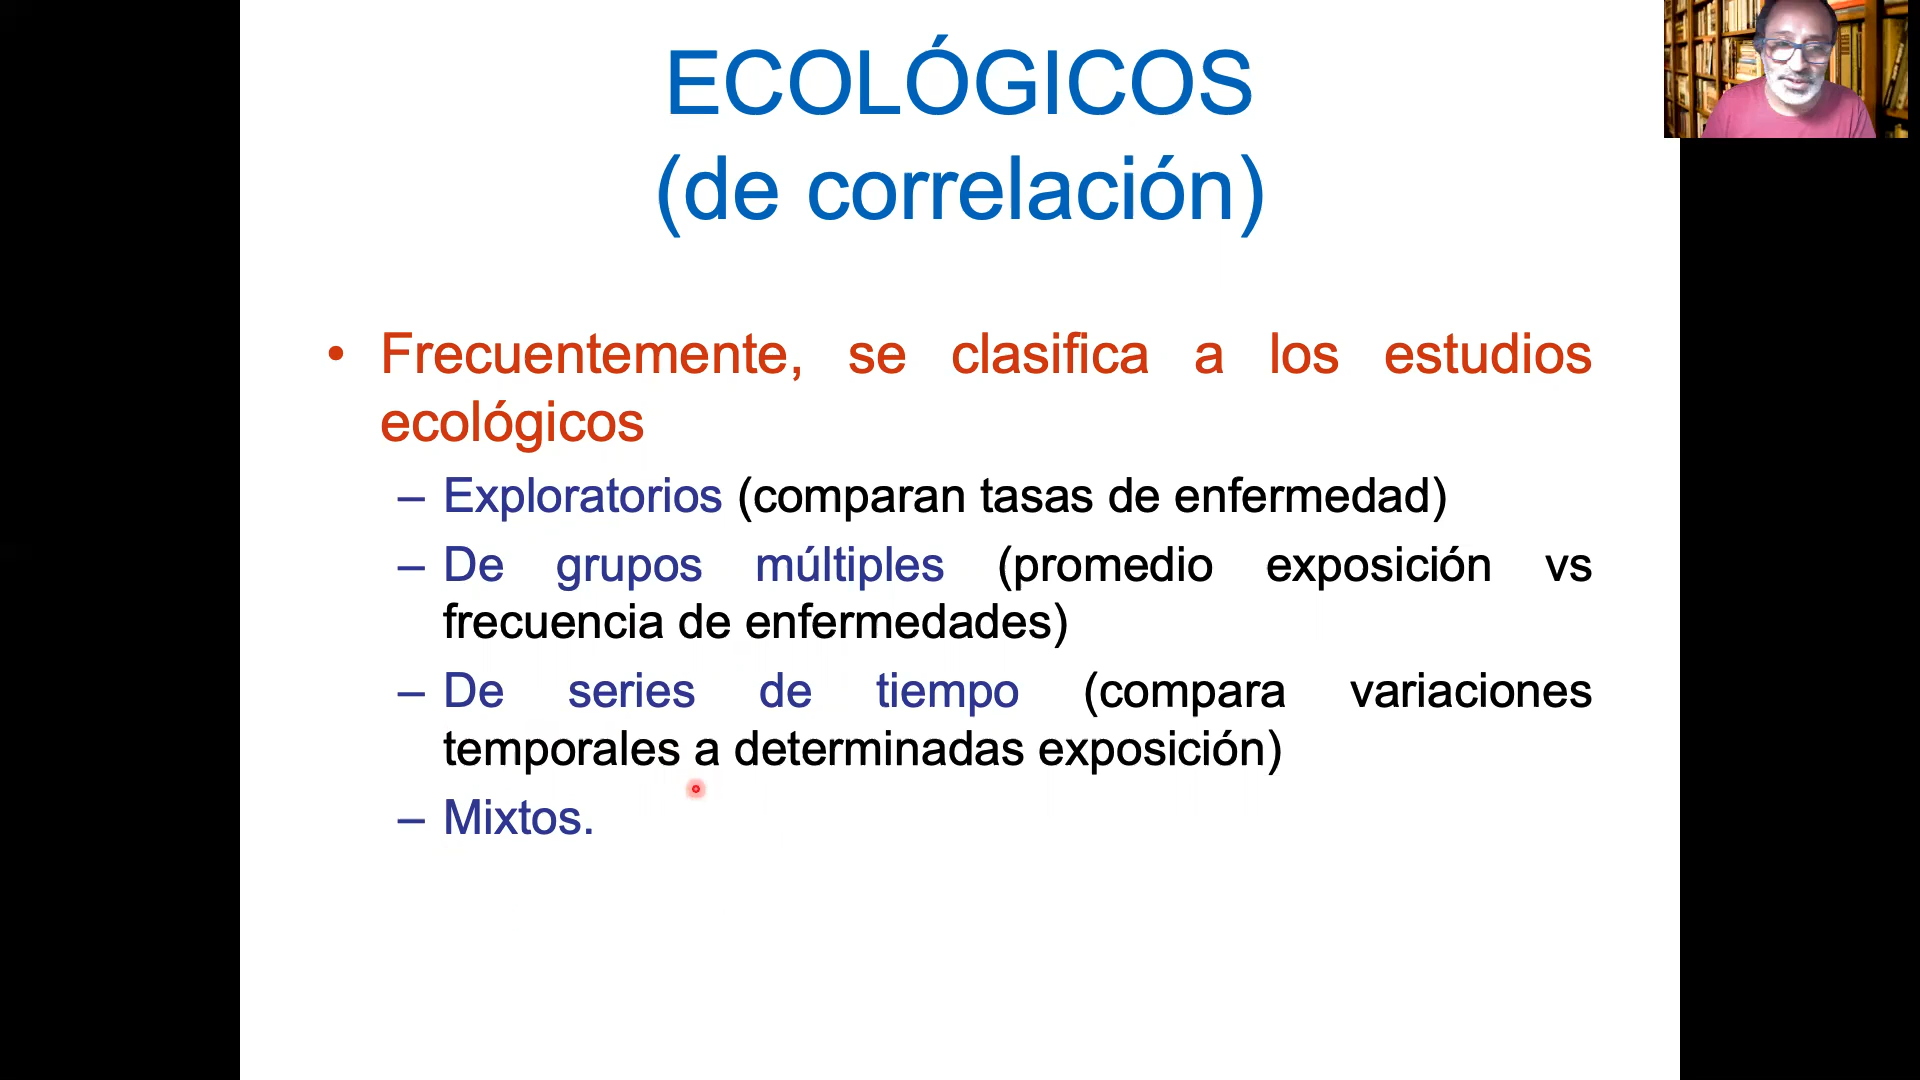 ECOLÓGICOS
(de correlación)
• Frecuentemente, se clasifica a los estudios
ecológicos
– Exploratorios (comparan tasas de enfermedad)
– De grupos múltiples (promedio exposición vs
frecuencia de enfermedades)
– De series de tiempo (compara variaciones
temporales a determinadas exposición)
– Mixtos.